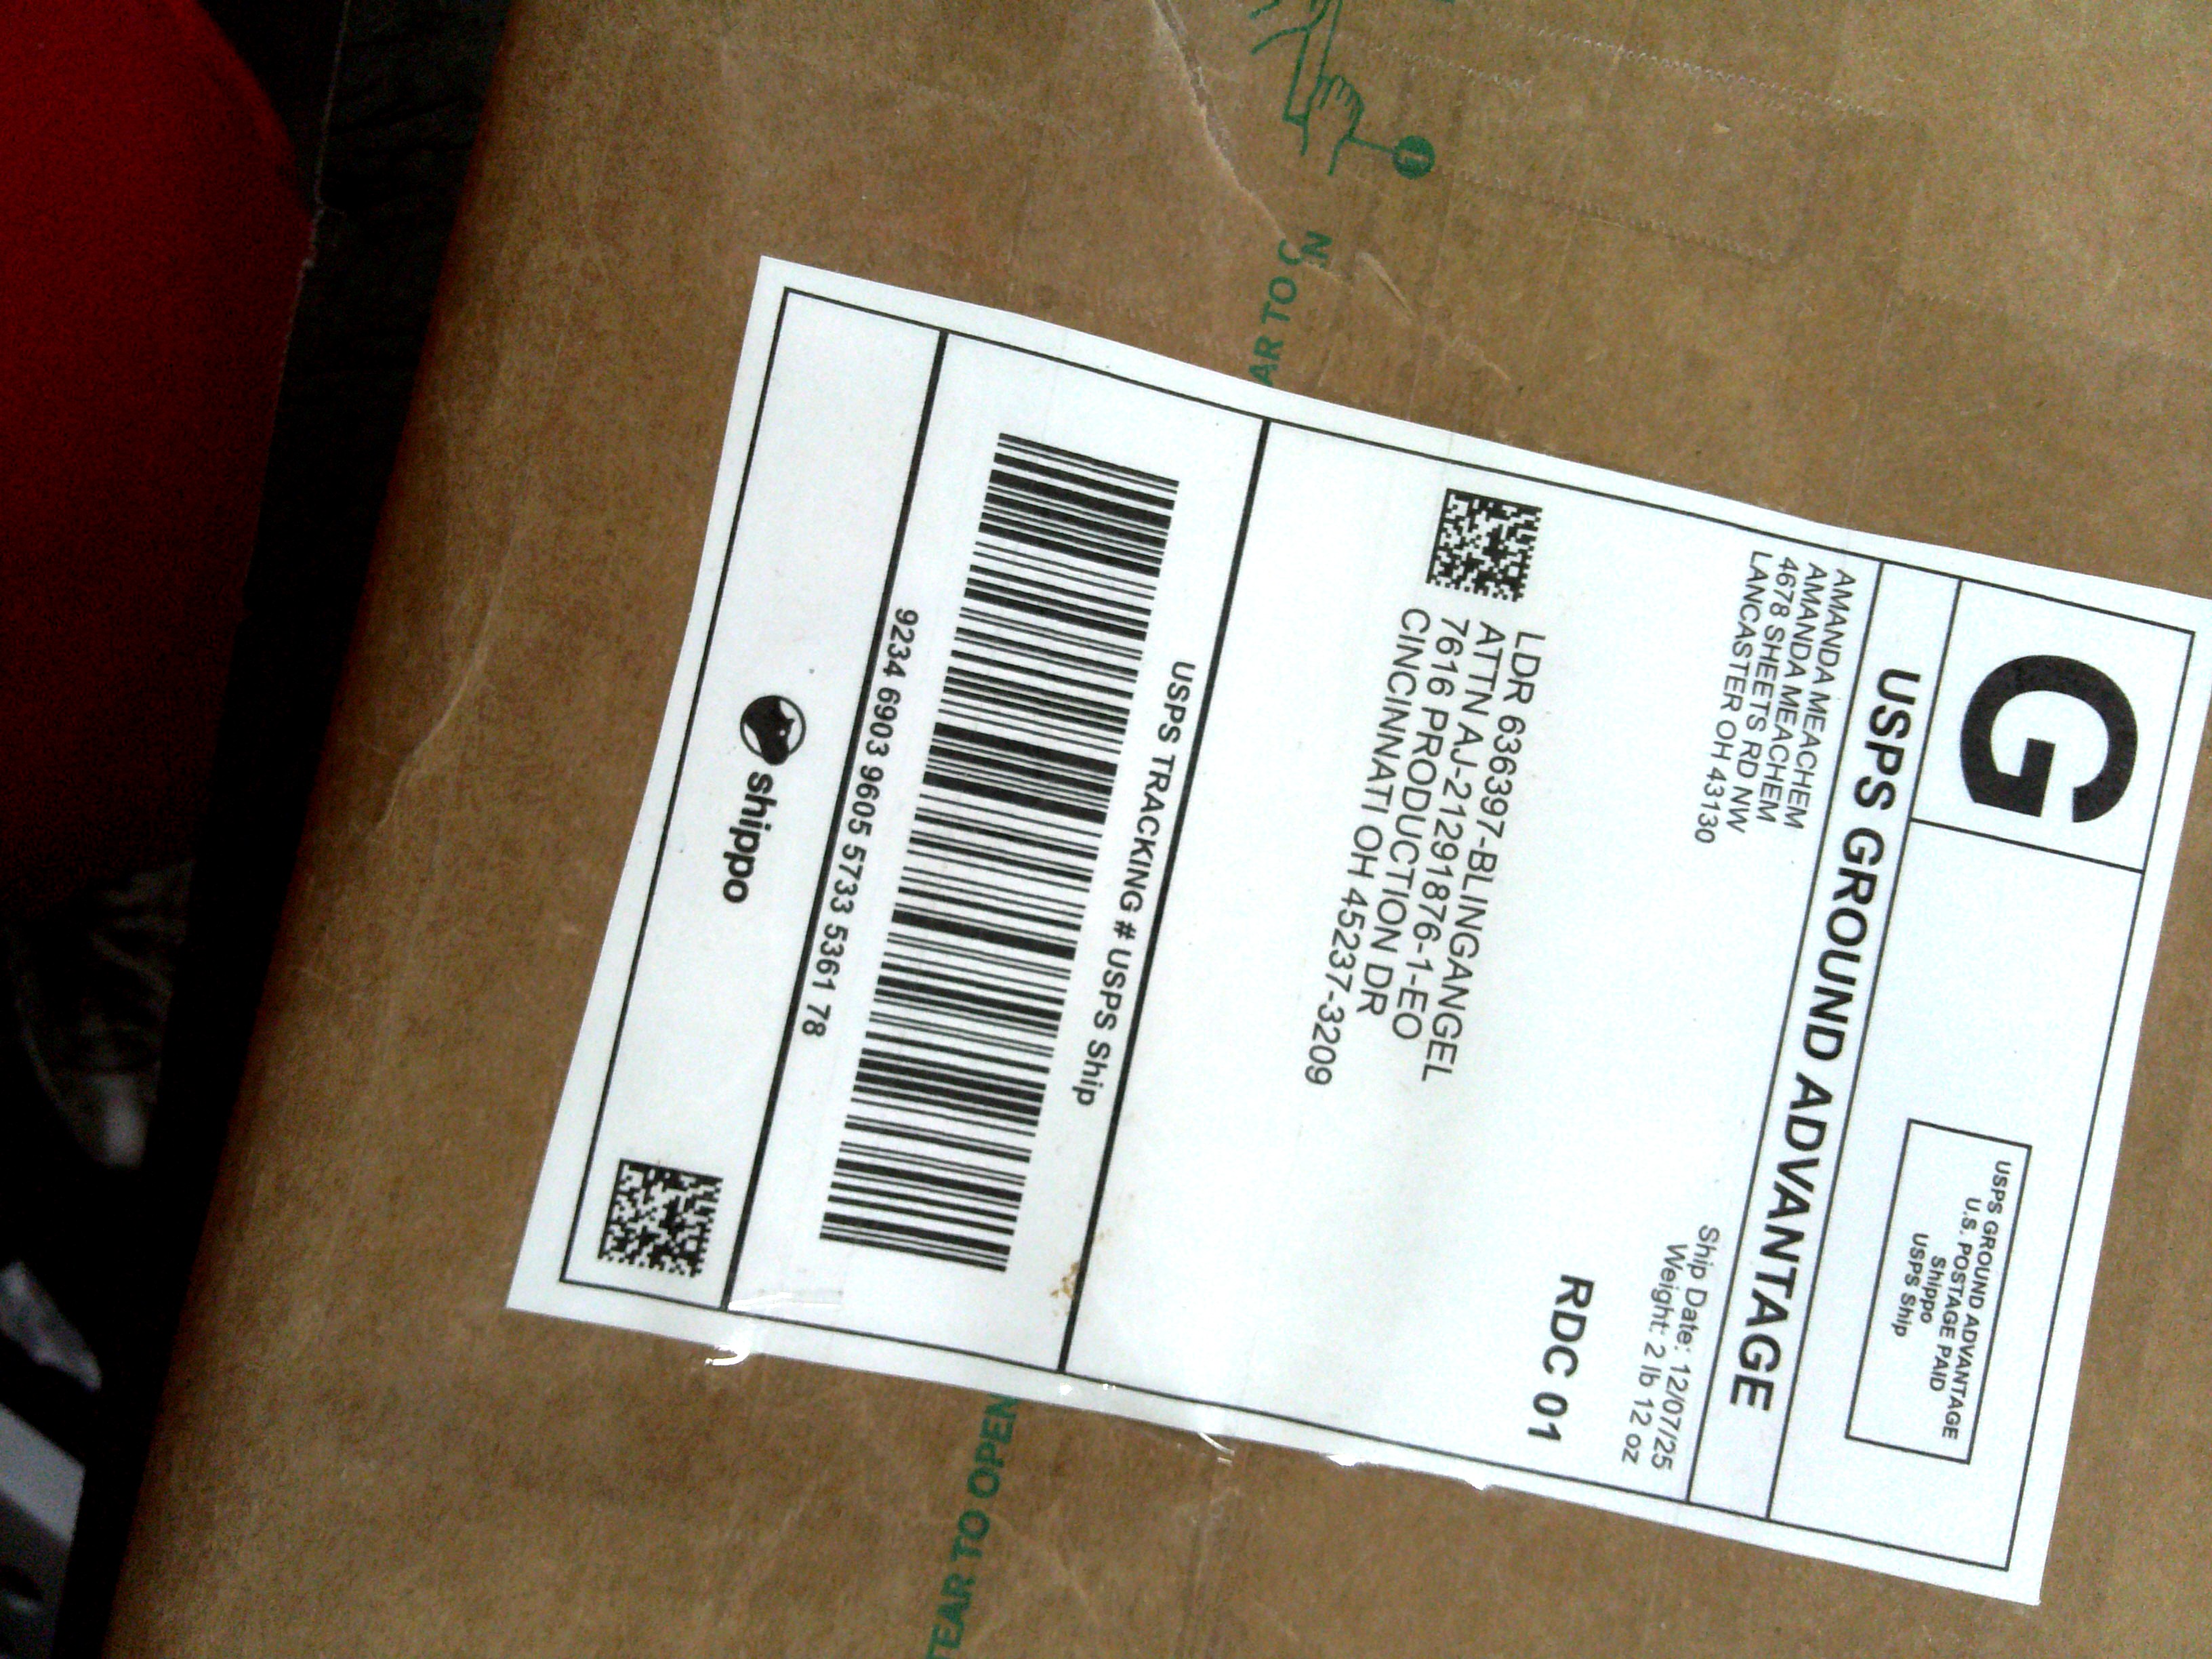 G
USPS GROUND ADVANTAGE
U.S. POSTAGE PAID
Shippo
USPS Ship
USPS GROUND ADVANTAGE
AMANDA MEACHEM
AMANDA MEACHEM
4678 SHEETS RD NW
LANCASTER OH 43130
Ship Date: 12/07/25
Weight: 2 lb 12 oz
RDC 01
LDR 636397-BLINGANGEL
ATTN AJ-21291876-1-EO
7616 PRODUCTION DR
CINCINNATI OH 45237-3209
USPS TRACKING # USPS Ship
9234 6903 9605 5733 5361 78
shippo
TEAR TO OPEN
AR TO
1